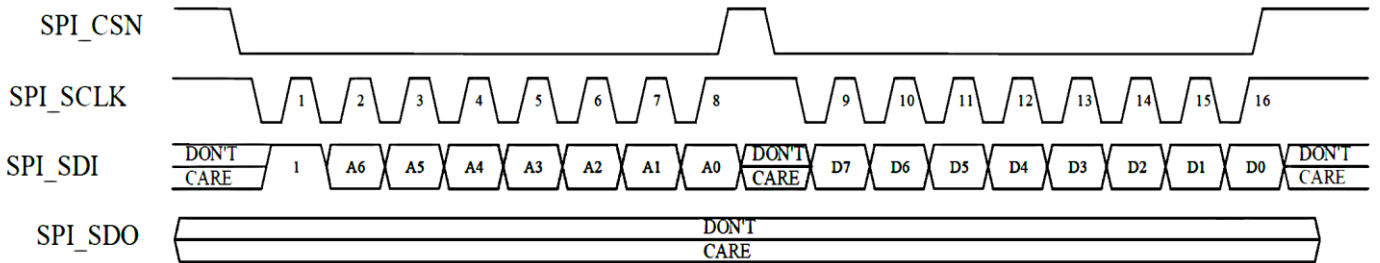 SPI_CSN
SPI_SCLK 1 2 3 4 5 6 7 8 9 10 11 12 13 14 15 16
SPI_SDI DON'T CARE 1 A6 A5 A4 A3 A2 A1 A0 DON'T CARE D7 D6 D5 D4 D3 D2 D1 D0 DON'T CARE
SPI_SDO DON'T CARE